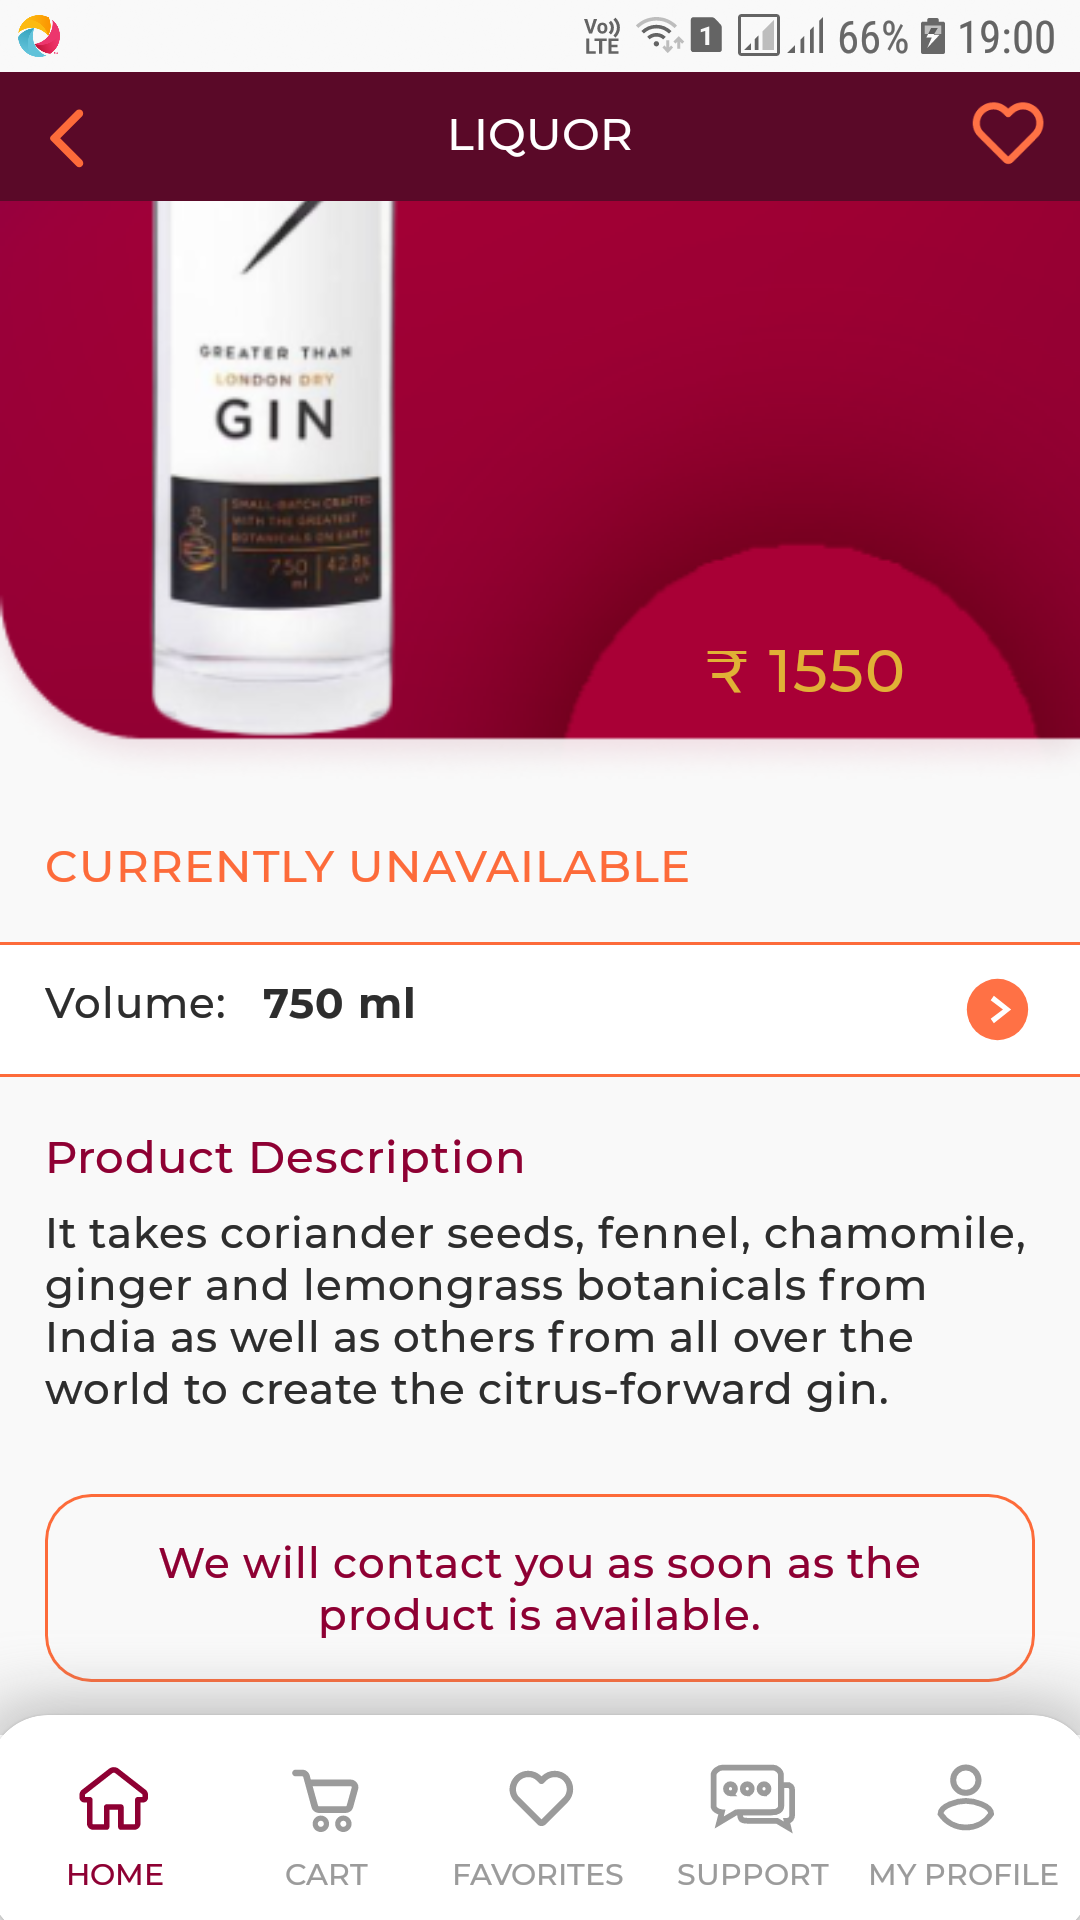 Vo)) LTE 1 66% 19:00
LIQUOR
GREATER THAN
LONDON DRY
GIN
SMALL-BATCH CRAFTED
WITH THE GREATEST
BOTANICALS ON EARTH
750 ml 42.8%
v/v
₹ 1550
CURRENTLY UNAVAILABLE
Volume: 750 ml
Product Description
It takes coriander seeds, fennel, chamomile,
ginger and lemongrass botanicals from
India as well as others from all over the
world to create the citrus-forward gin.
We will contact you as soon as the
product is available.
HOME CART FAVORITES SUPPORT MY PROFILE